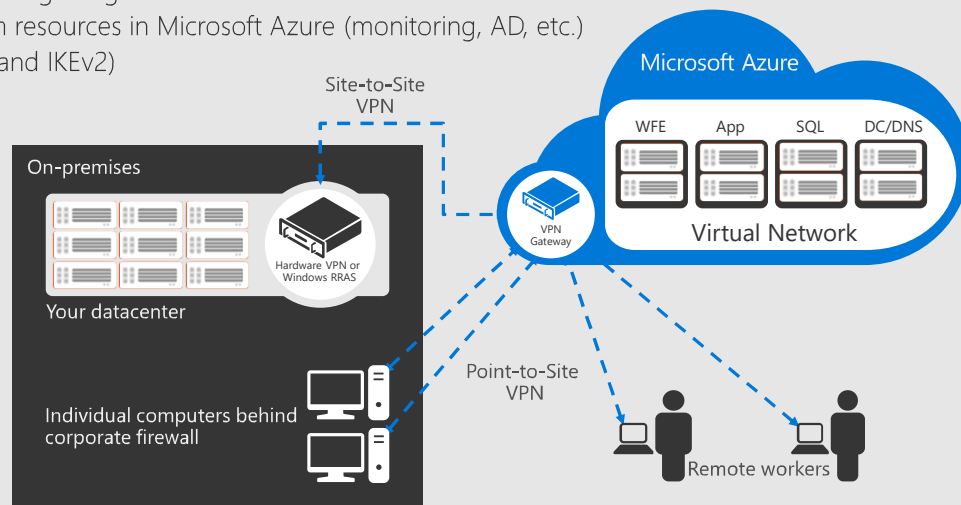 n resources in Microsoft Azure (monitoring, AD, etc.)
and IKEv2)
Site-to-Site
VPN
Microsoft Azure
WFE
App
SQL
DC/DNS
VPN
Gateway
Virtual Network
On-premises
Hardware VPN or
Windows RRAS
Your datacenter
Point-to-Site
VPN
Individual computers behind
corporate firewall
Remote workers